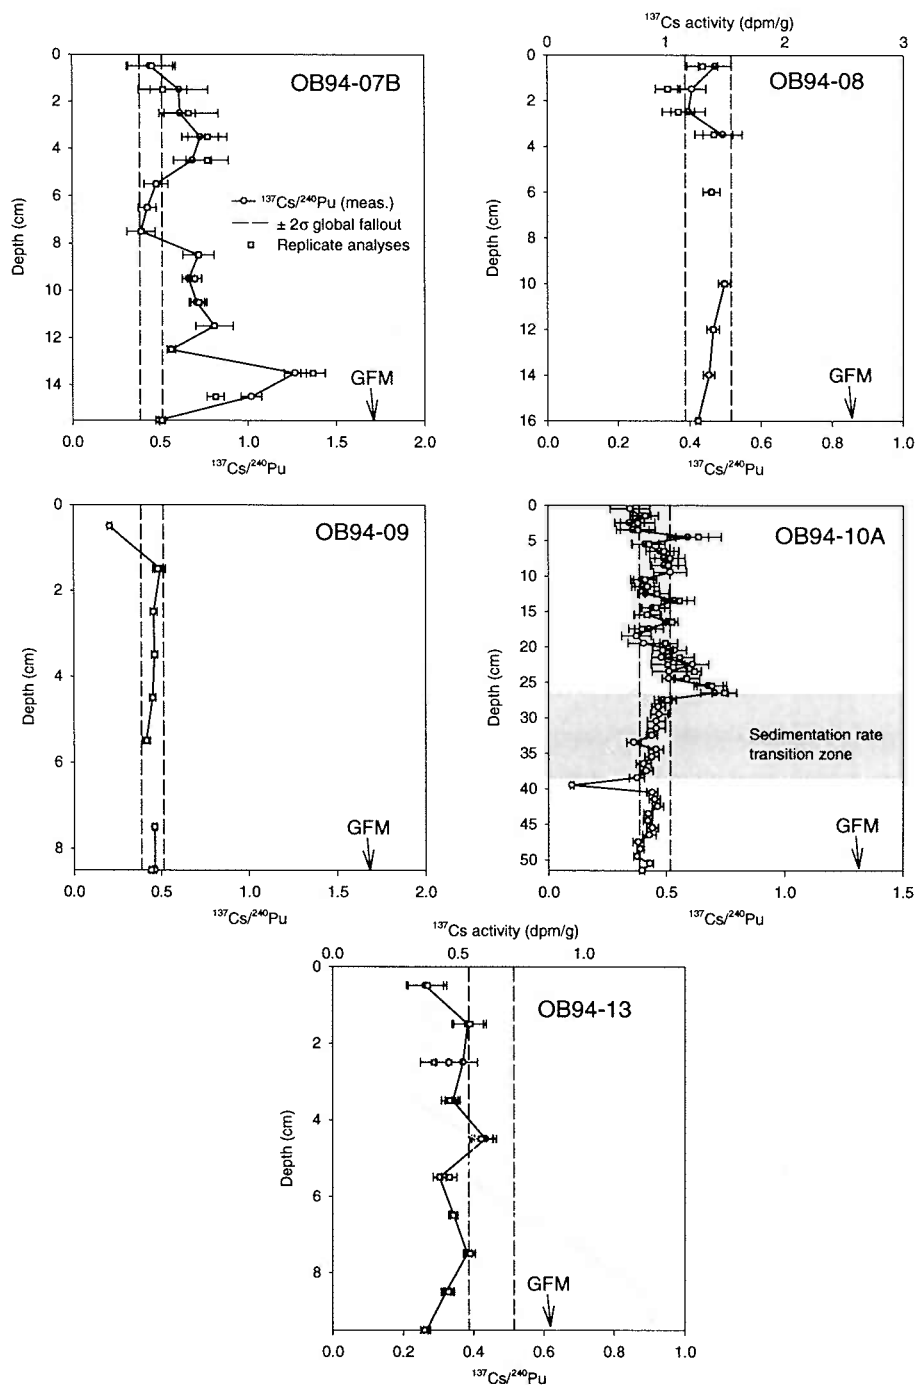 ¹³⁷Cs activity (dpm/g)
0 1 2 3
OB94-07B
0
2
4
6
8
10
12
14
Depth (cm)
¹³⁷Cs/²⁴⁰Pu (meas.)
± 2σ global fallout
Replicate analyses
GFM
0.0 0.5 1.0 1.5 2.0
¹³⁷Cs/²⁴⁰Pu
OB94-08
0
2
4
6
8
10
12
14
16
Depth (cm)
GFM
0.0 0.2 0.4 0.6 0.8 1.0
¹³⁷Cs/²⁴⁰Pu
OB94-09
0
2
4
6
8
Depth (cm)
GFM
0.0 0.5 1.0 1.5 2.0
¹³⁷Cs/²⁴⁰Pu
OB94-10A
0
5
10
15
20
25
30
35
40
45
50
Depth (cm)
Sedimentation rate
transition zone
GFM
0.0 0.5 1.0 1.5
¹³⁷Cs/²⁴⁰Pu
¹³⁷Cs activity (dpm/g)
0.0 0.5 1.0
OB94-13
0
2
4
6
8
Depth (cm)
GFM
0.0 0.2 0.4 0.6 0.8 1.0
¹³⁷Cs/²⁴⁰Pu